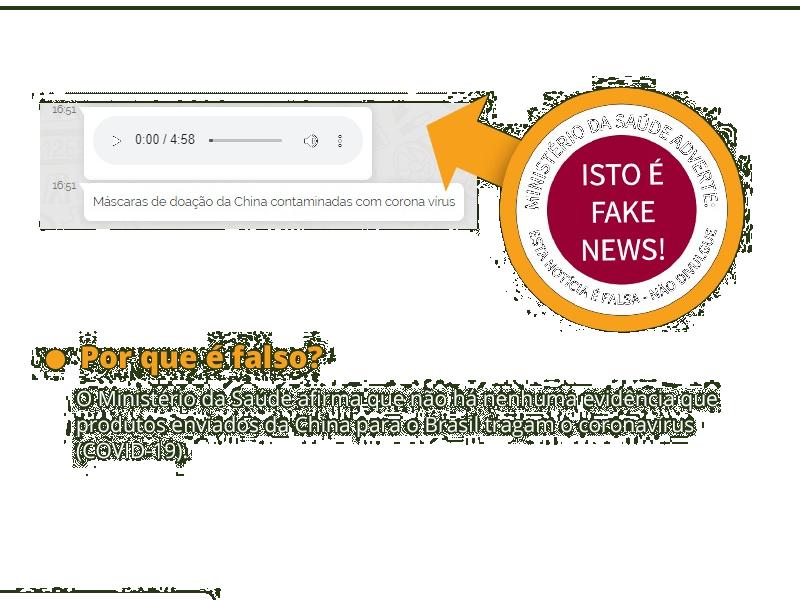 16:51
0:00 / 4:58
16:51
Máscaras de doação da China contaminadas com corona vírus
MINISTÉRIO DA SAÚDE ADVERTE:
ISTO É
FAKE
NEWS!
ESTA NOTÍCIA É FALSA - NÃO DIVULGUE
Por que é falso?
O Ministério da Saúde afirma que não há nenhuma evidência que
produtos enviados da China para o Brasil tragam o coronavírus
(COVID-19).